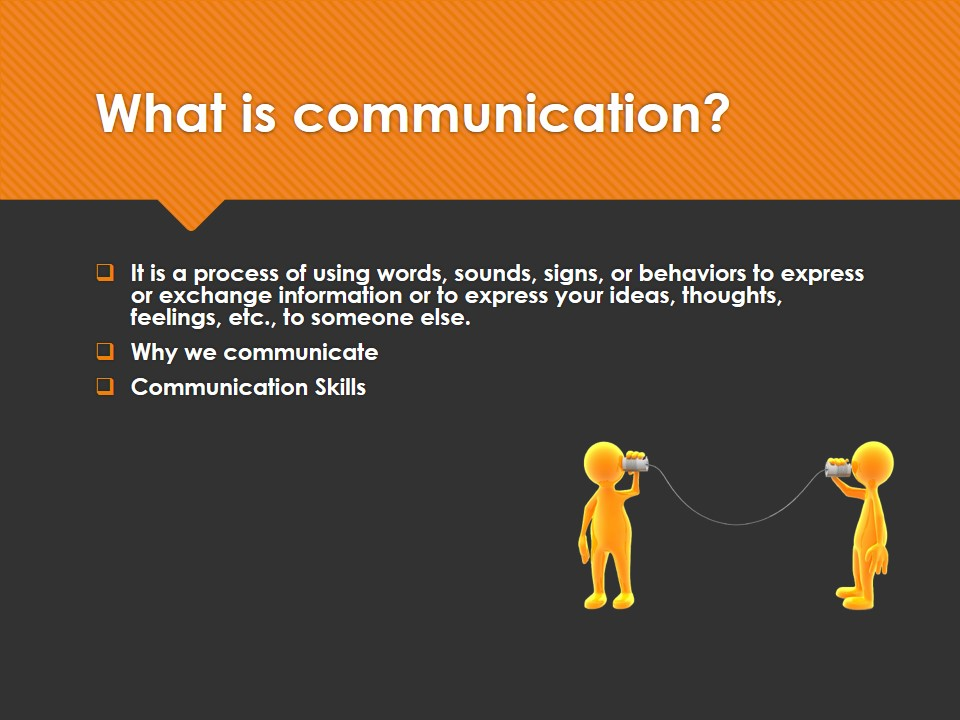 What is communication?
It is a process of using words, sounds, signs, or behaviors to express
or exchange information or to express your ideas, thoughts,
feelings, etc., to someone else.
Why we communicate
Communication Skills